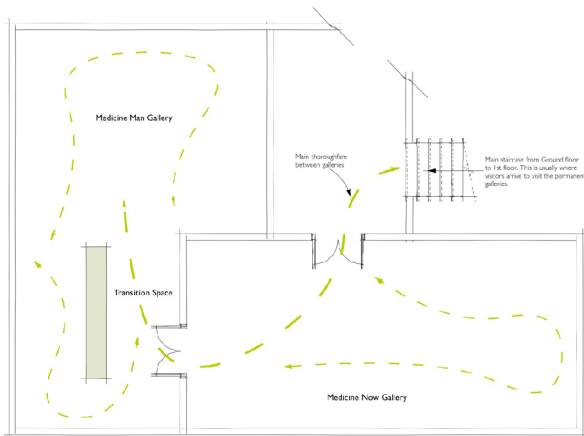 Medicine Man Gallery
Main thoroughfare
between galleries
Main staircase from Ground floor
to 1st floor. This is usually where
visitors arrive to visit the permanent
galleries.
Transition Space
Medicine Now Gallery